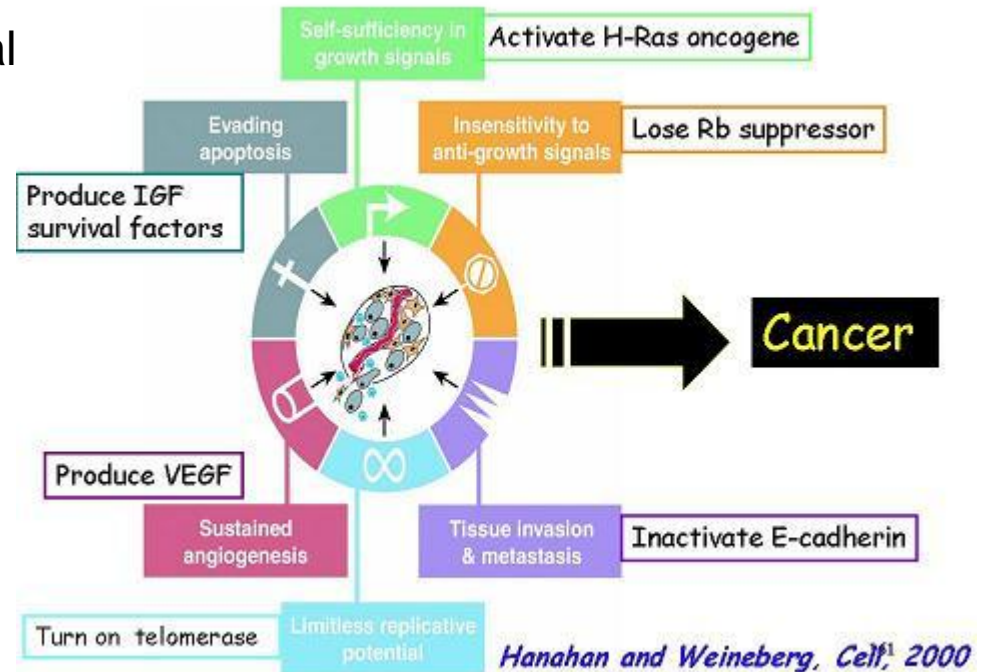 al
Self-sufficiency in
growth signals
Activate H-Ras oncogene
Evading
apoptosis
Insensitivity to
anti-growth signals
Lose Rb suppressor
Produce IGF
survival factors
Cancer
Produce VEGF
Sustained
angiogenesis
Tissue invasion
& metastasis
Inactivate E-cadherin
Turn on telomerase
Limitless replicative
potential
Hanahan and Weineberg, Cell, 2000